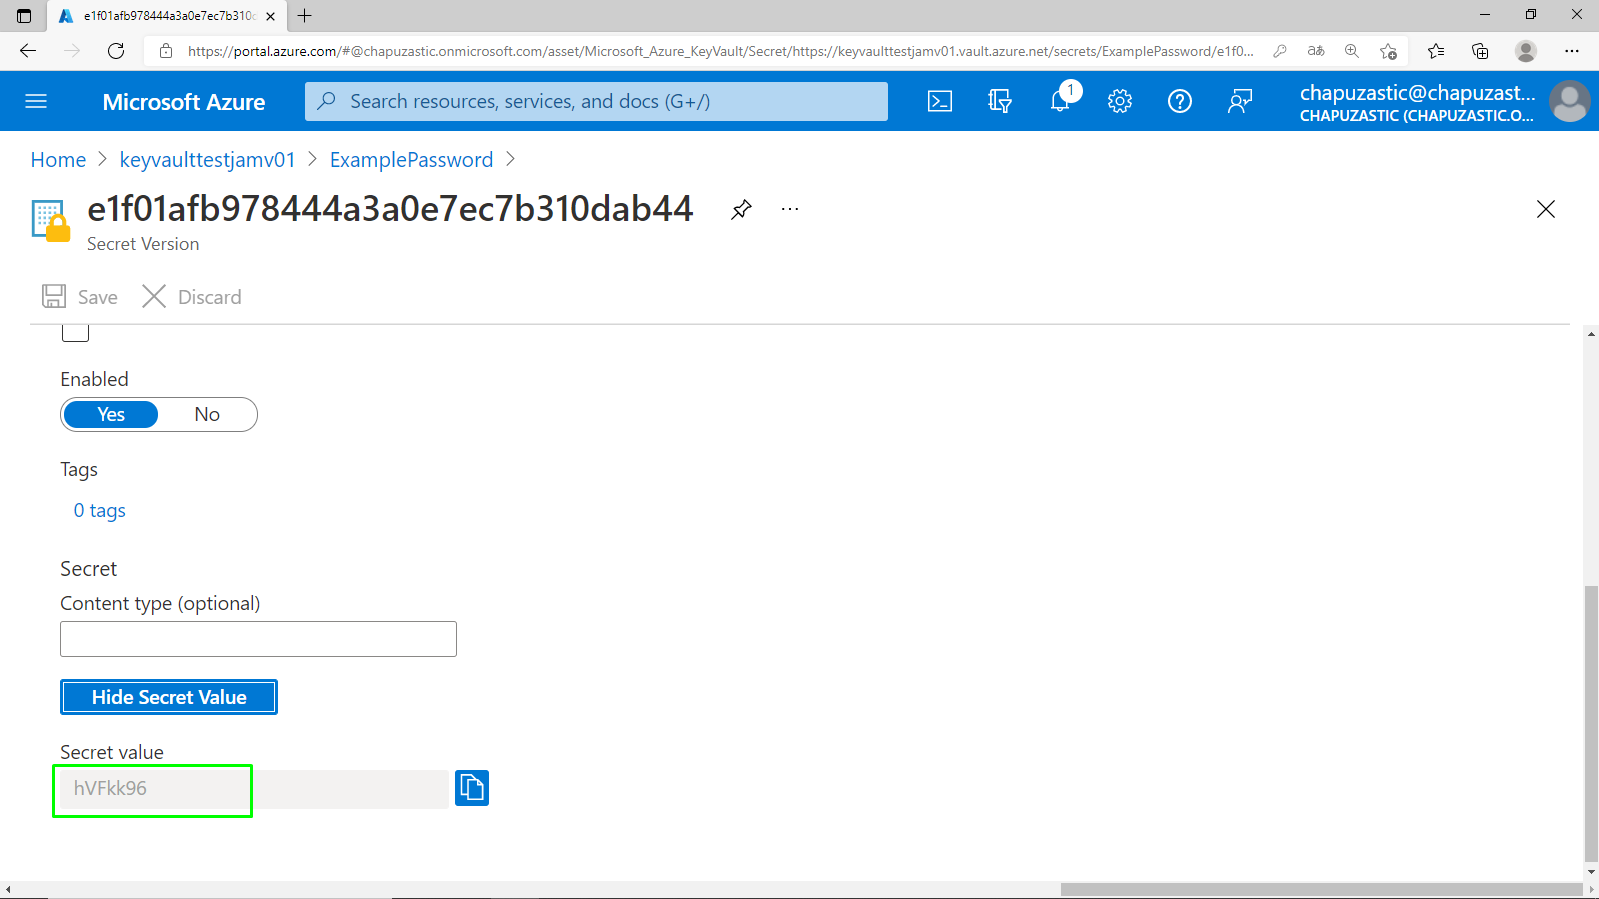 e1f01afb978444a3a0e7ec7b310d
https://portal.azure.com/#@chapuzastic.onmicrosoft.com/asset/Microsoft_Azure_KeyVault/Secret/https://keyvaulttestjamv01.vault.azure.net/secrets/ExamplePassword/e1f0...
Microsoft Azure
Search resources, services, and docs (G+/)
1
chapuzastic@chapuzast...
CHAPUZASTIC (CHAPUZASTIC.O...
Home > keyvaulttestjamv01 > ExamplePassword >
e1f01afb978444a3a0e7ec7b310dab44
Secret Version
Save Discard
Enabled
Yes No
Tags
0 tags
Secret
Content type (optional)
Hide Secret Value
Secret value
hVFkk96